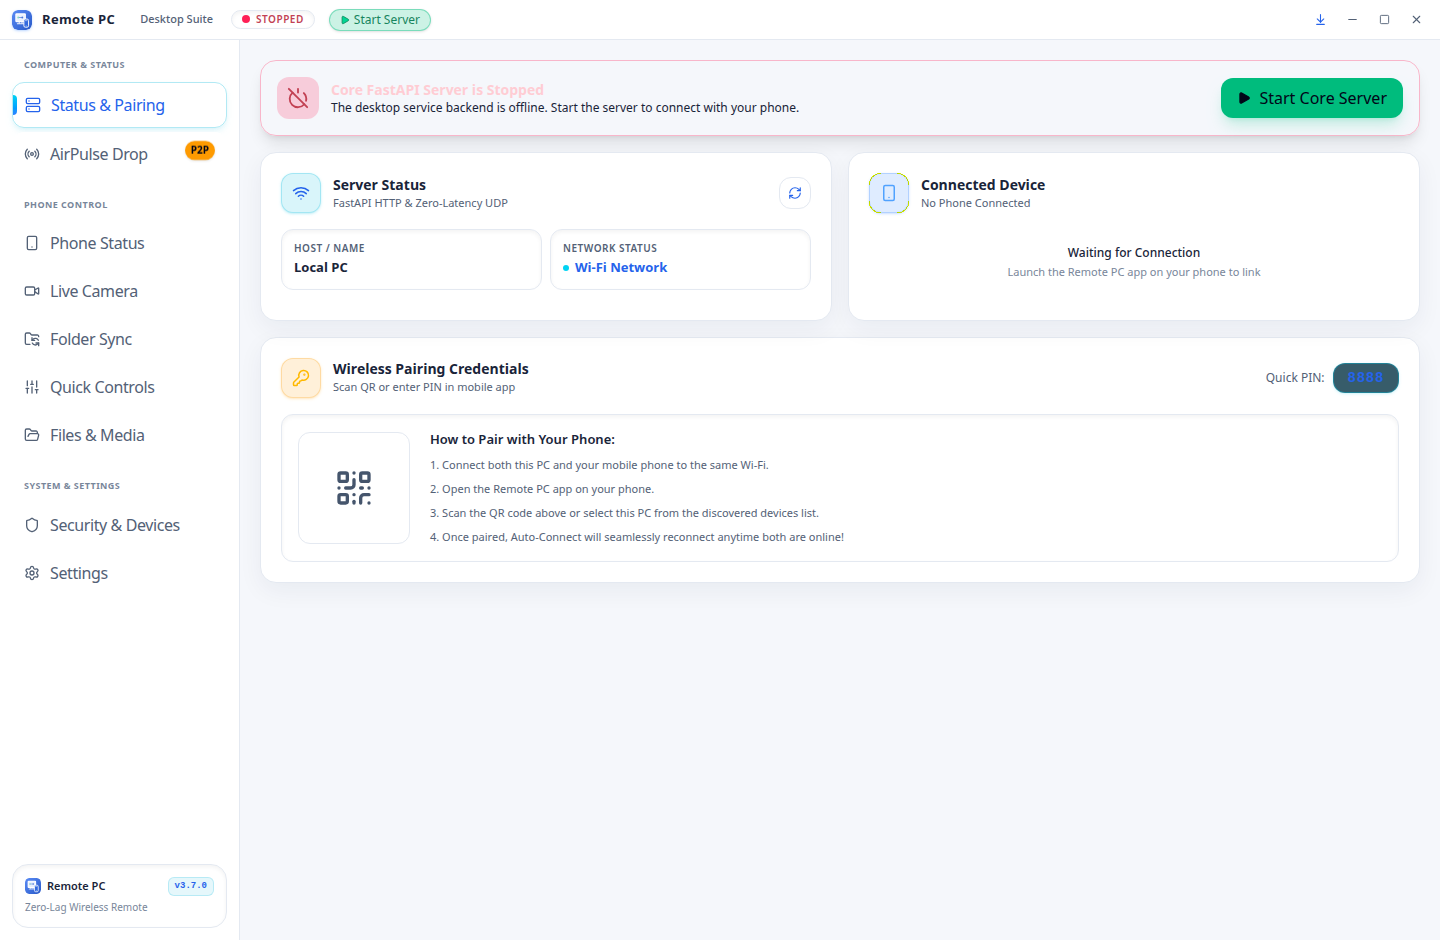 Remote PC
Desktop Suite
STOPPED
Start Server
COMPUTER & STATUS
Status & Pairing
AirPulse Drop
P2P
PHONE CONTROL
Phone Status
Live Camera
Folder Sync
Quick Controls
Files & Media
SYSTEM & SETTINGS
Security & Devices
Settings
Remote PC
v3.7.0
Zero-Lag Wireless Remote
Core FastAPI Server is Stopped
The desktop service backend is offline. Start the server to connect with your phone.
Start Core Server
Server Status
FastAPI HTTP & Zero-Latency UDP
HOST / NAME
Local PC
NETWORK STATUS
Wi-Fi Network
Connected Device
No Phone Connected
Waiting for Connection
Launch the Remote PC app on your phone to link
Wireless Pairing Credentials
Scan QR or enter PIN in mobile app
Quick PIN:
8888
How to Pair with Your Phone:
1. Connect both this PC and your mobile phone to the same Wi-Fi.
2. Open the Remote PC app on your phone.
3. Scan the QR code above or select this PC from the discovered devices list.
4. Once paired, Auto-Connect will seamlessly reconnect anytime both are online!